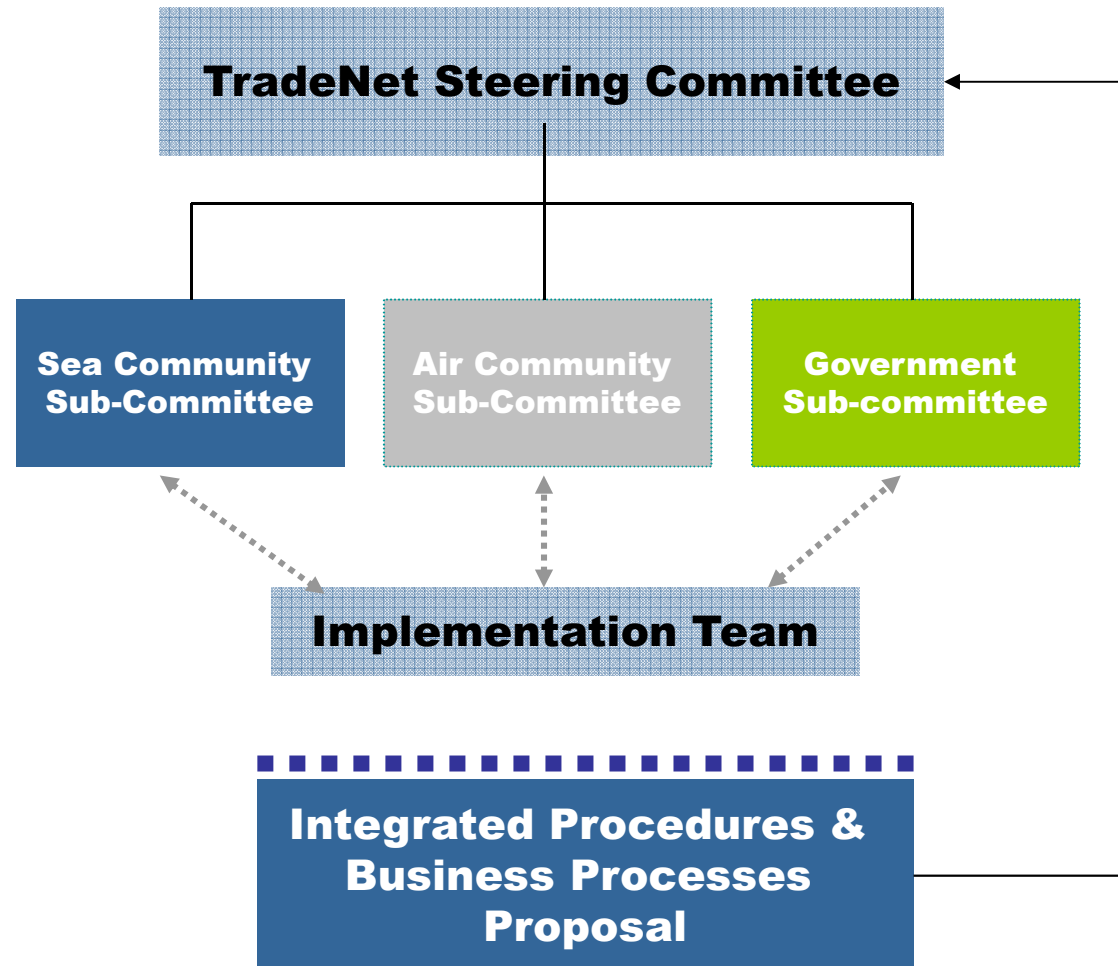 TradeNet Steering Committee
Sea Community
Sub-Committee
Air Community
Sub-Committee
Government
Sub-committee
Implementation Team
Integrated Procedures &
Business Processes
Proposal